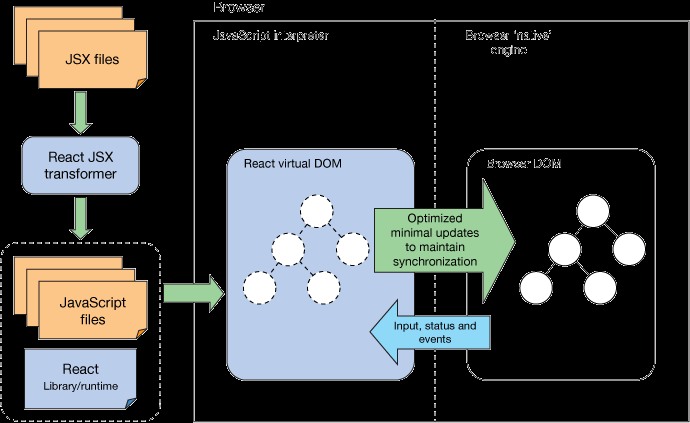 Browser
JSX files
JavaScript interpreter
Browser 'native'
engine
React JSX
transformer
React virtual DOM
Browser DOM
Optimized
minimal updates
to maintain
synchronization
JavaScript
files
Input, status and
events
React
Library/runtime